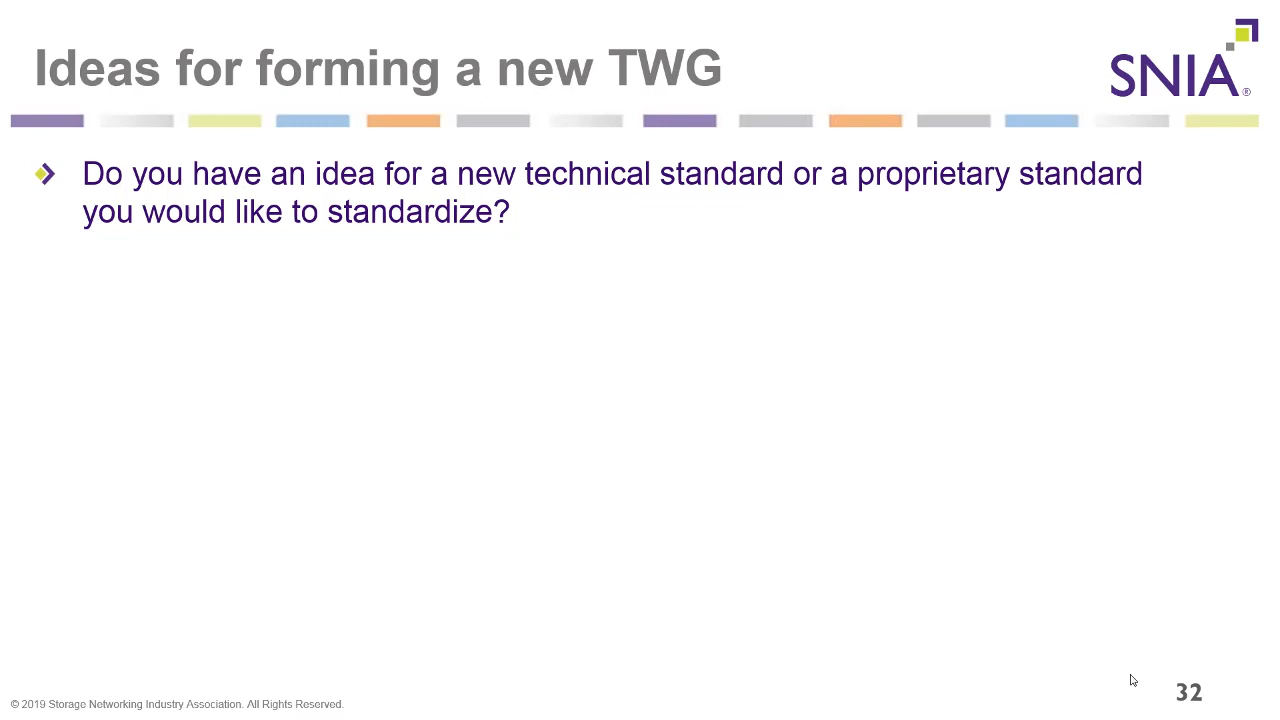 Ideas for forming a new TWG
SNIA®
Do you have an idea for a new technical standard or a proprietary standard
you would like to standardize?
© 2019 Storage Networking Industry Association. All Rights Reserved.
32